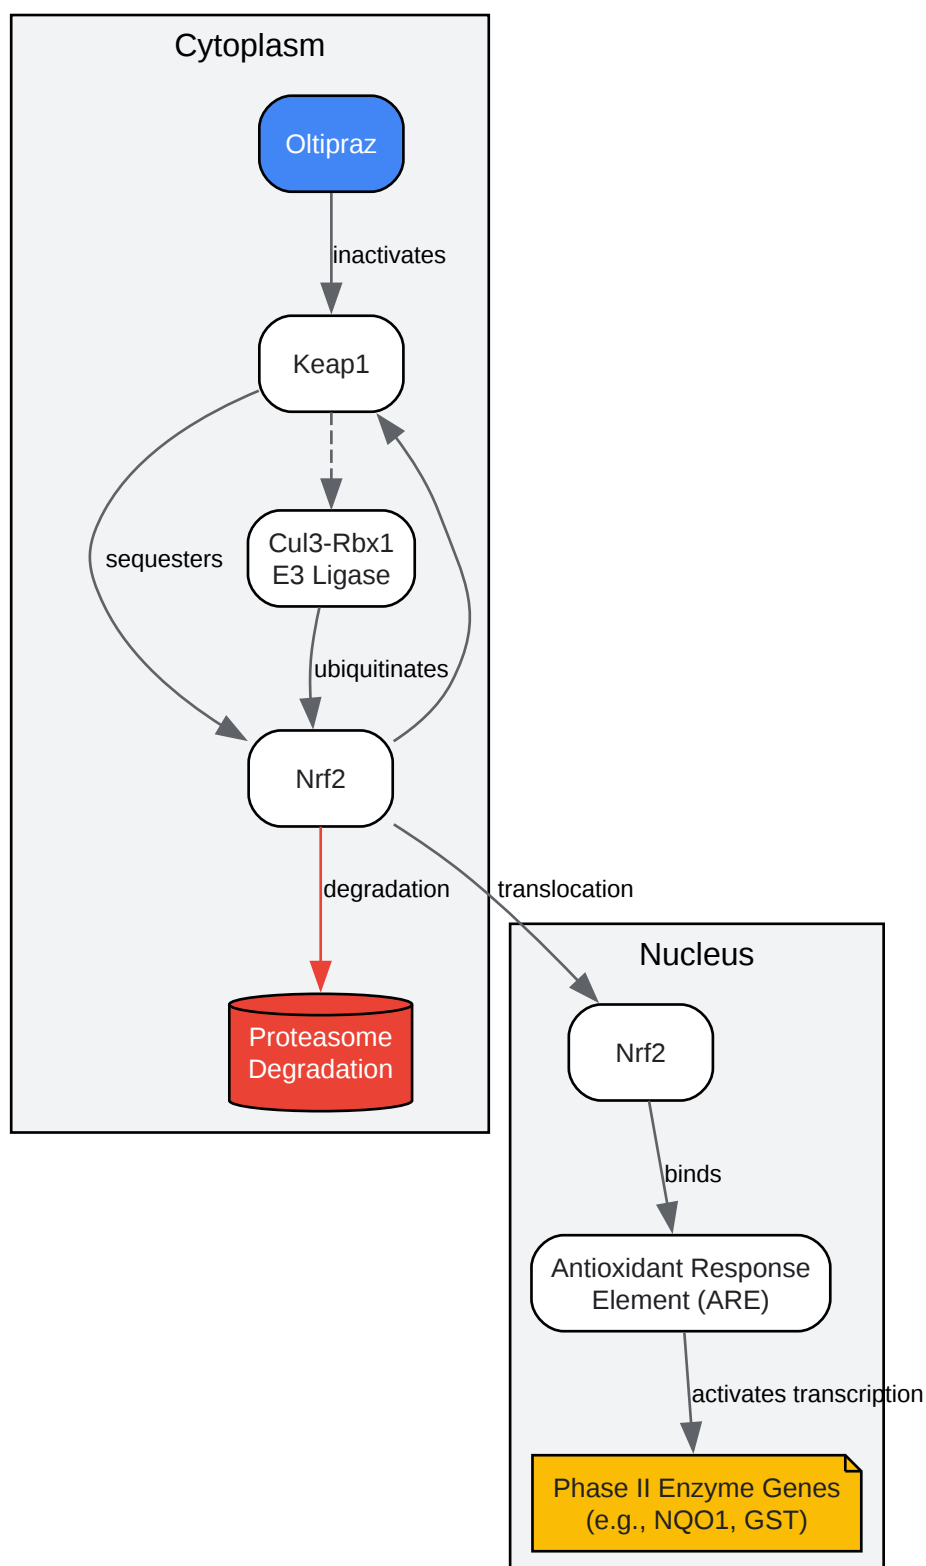 Cytoplasm
Oltipraz
inactivates
Keap1
Cul3-Rbx1
E3 Ligase
sequesters
ubiquitinates
Nrf2
degradation
translocation
Proteasome
Degradation
Nucleus
Nrf2
binds
Antioxidant Response
Element (ARE)
activates transcription
Phase II Enzyme Genes
(e.g., NQO1, GST)